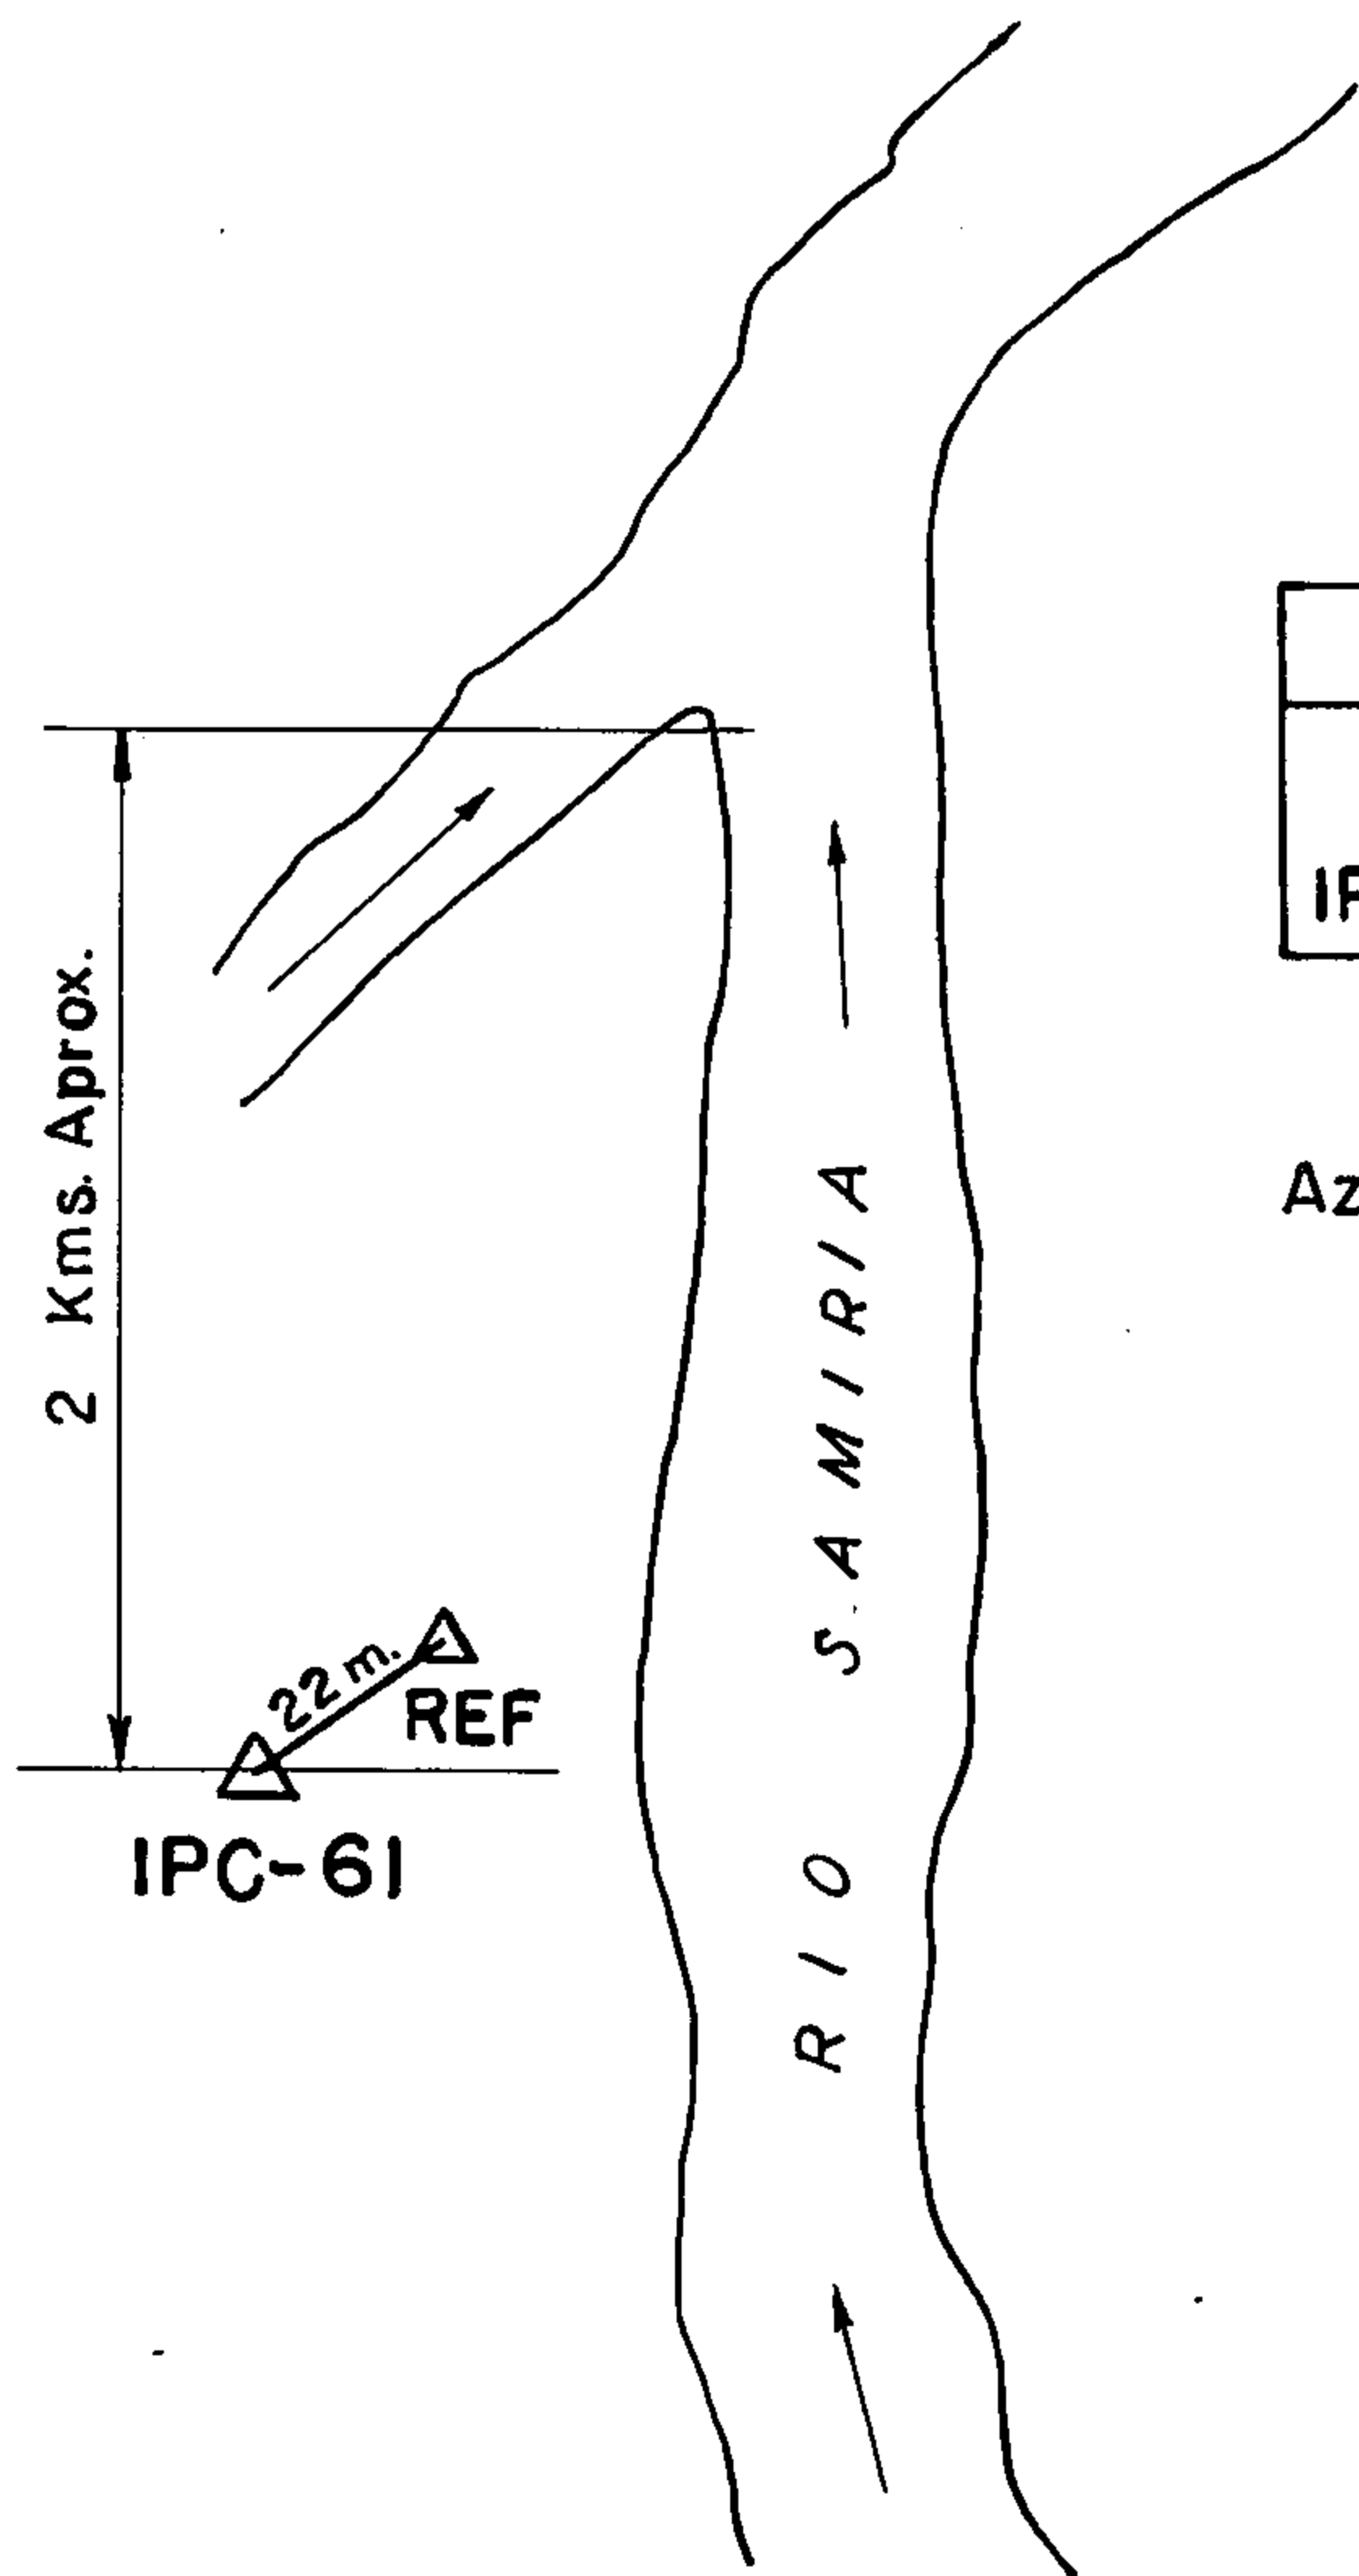 2 Kms. Aprox.
22 m.
REF
IPC-61
RIO SAMIRIA